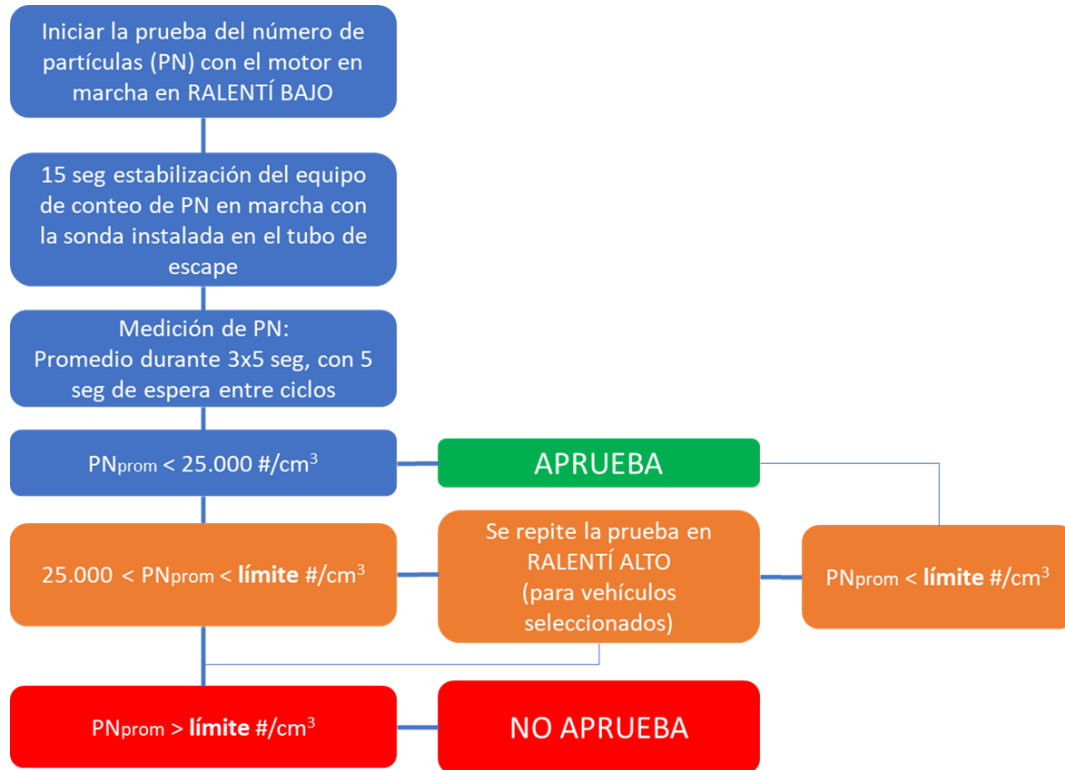 Iniciar la prueba del número de
partículas (PN) con el motor en
marcha en RALENTÍ BAJO
15 seg estabilización del equipo
de conteo de PN en marcha con
la sonda instalada en el tubo de
escape
Medición de PN:
Promedio durante 3x5 seg, con 5
seg de espera entre ciclos
PNprom < 25.000 #/cm³
APRUEBA
25.000 < PNprom < límite #/cm³
Se repite la prueba en
RALENTÍ ALTO
(para vehículos
seleccionados)
PNprom < límite #/cm³
PNprom > límite #/cm³
NO APRUEBA